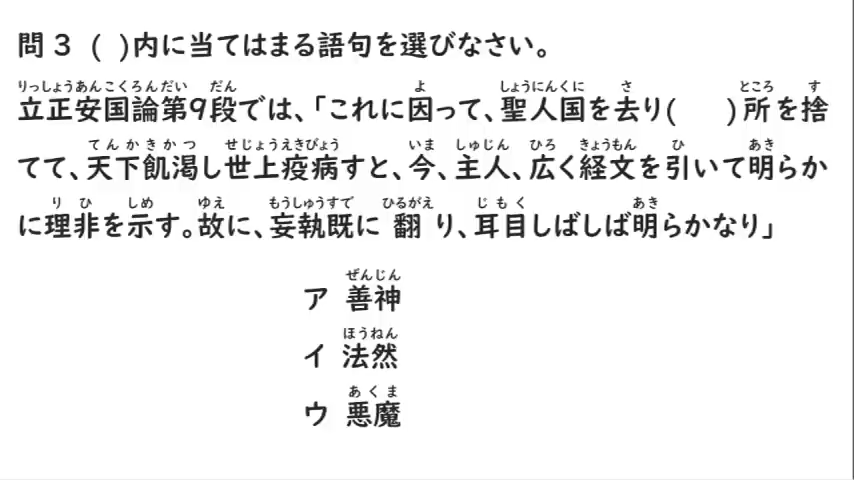 問3 ( )内に当てはまる語句を選びなさい。
りっしょうあんこくろんだい だん よ しょうにんくに さ ところ す
立正安国論第9段では、「これに因って、聖人国を去り( )所を捨
てんかきかつ せじょうえきびょう いま しゅじん ひろ きょうもん ひ あき
てて、天下飢渇し世上疫病すと、今、主人、広く経文を引いて明らか
りひ しめ ゆえ もうしゅうすで ひるがえ じもく あき
に理非を示す。故に、妄執既に翻り、耳目しばしば明らかなり」
ぜんじん
ア 善神
ほうねん
イ 法然
あくま
ウ 悪魔